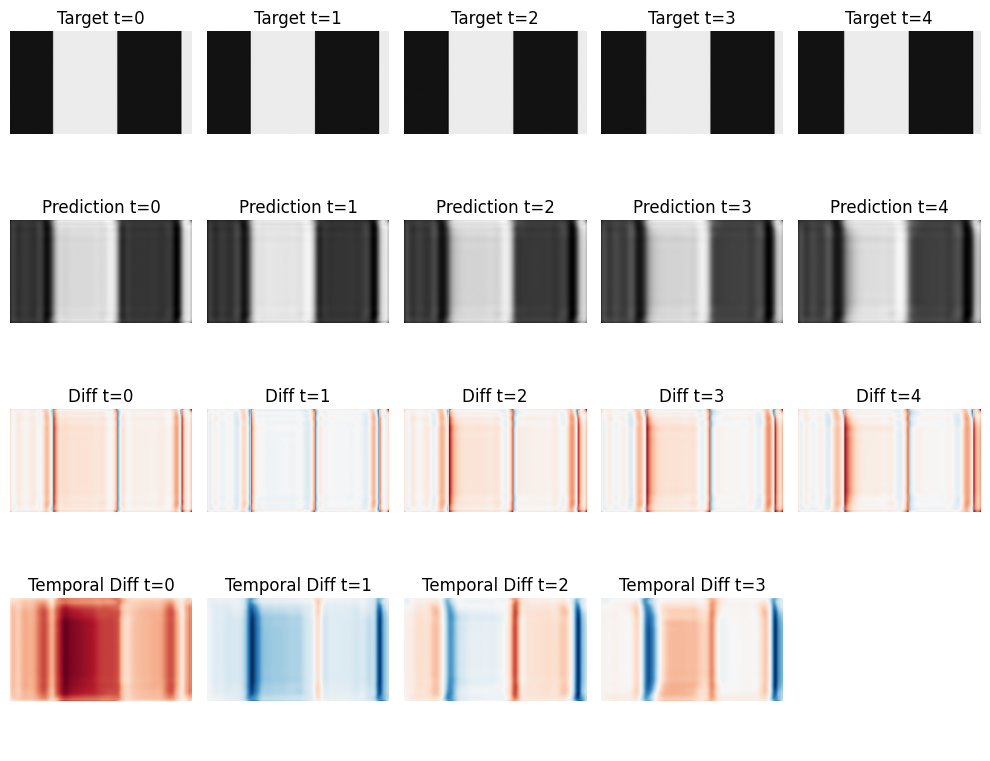 Target t=0 Target t=1 Target t=2 Target t=3 Target t=4
Prediction t=0 Prediction t=1 Prediction t=2 Prediction t=3 Prediction t=4
Diff t=0 Diff t=1 Diff t=2 Diff t=3 Diff t=4
Temporal Diff t=0 Temporal Diff t=1 Temporal Diff t=2 Temporal Diff t=3